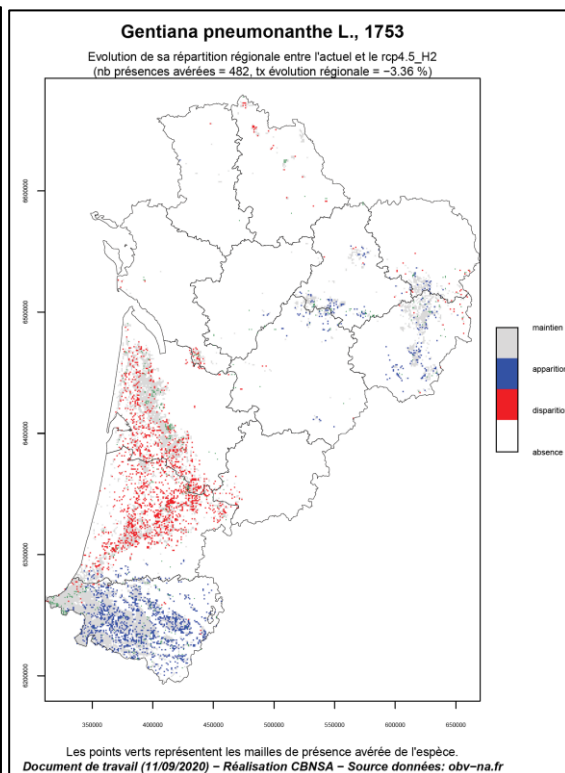 Gentiana pneumonanthe L., 1753
Evolution de sa répartition régionale entre l'actuel et le rcp4.5_H2
(nb présences avérées = 482, tx évolution régionale = −3.36 %)
6600000
6500000
6400000
6300000
6200000
maintien
apparition
disparition
absence
350000 400000 450000 500000 550000 600000 650000
Les points verts représentent les mailles de présence avérée de l'espèce.
Document de travail (11/09/2020) − Réalisation CBNSA − Source données: obv−na.fr